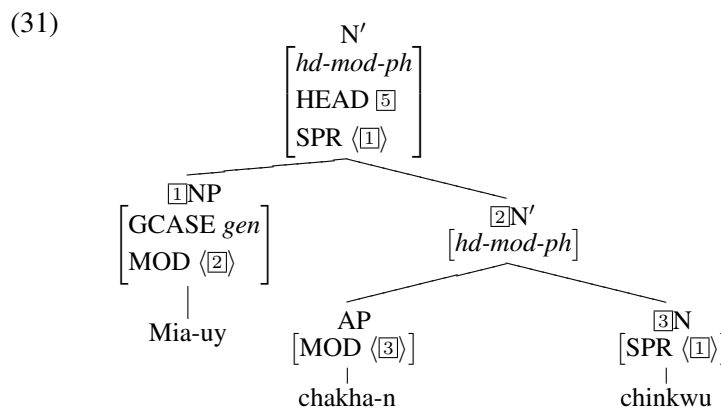 (31)
N′
[hd-mod-ph
HEAD 5
SPR ⟨1⟩]
1NP
[GCASE gen
MOD ⟨2⟩]
2N′
[hd-mod-ph]
Mia-uy
AP
[MOD ⟨3⟩]
3N
[SPR ⟨1⟩]
chakha-n
chinkwu